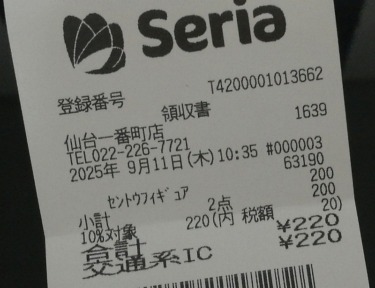 Seria
登録番号 T4200001013662
領収書 1639
仙台一番町店
TEL022-226-7721
2025年 9月11日(木)10:35 #000003
63190
セントウフィギュア 200
小計 2点 200
10%対象 220(内 税額 20)
合計 ¥220
交通系IC ¥220